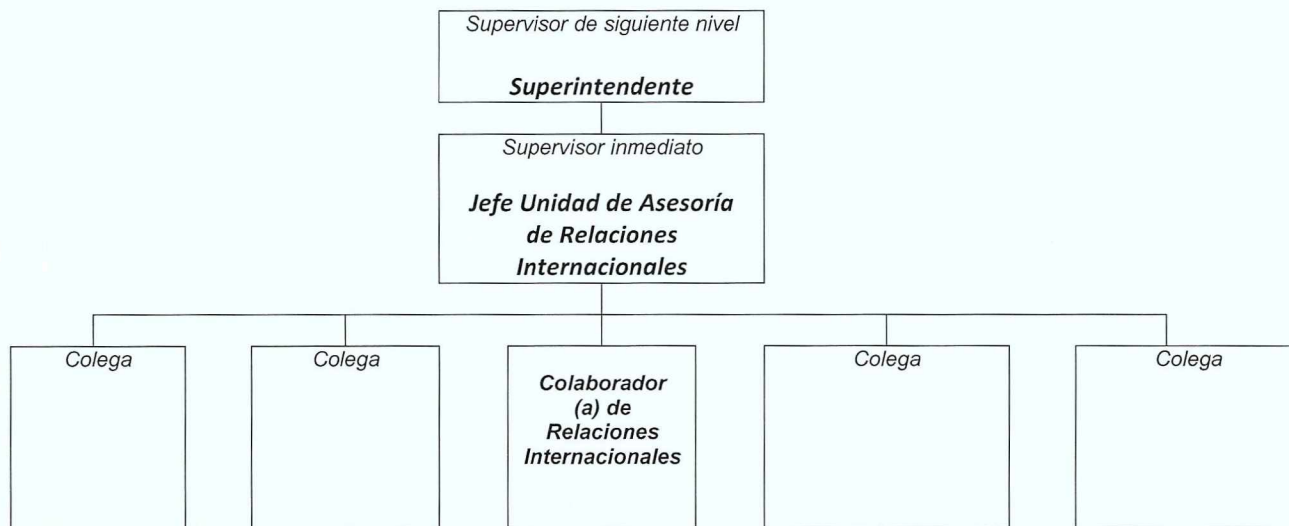 Supervisor de siguiente nivel
Superintendente
Supervisor inmediato
Jefe Unidad de Asesoría
de Relaciones
Internacionales
Colega
Colega
Colaborador
(a) de
Relaciones
Internacionales
Colega
Colega